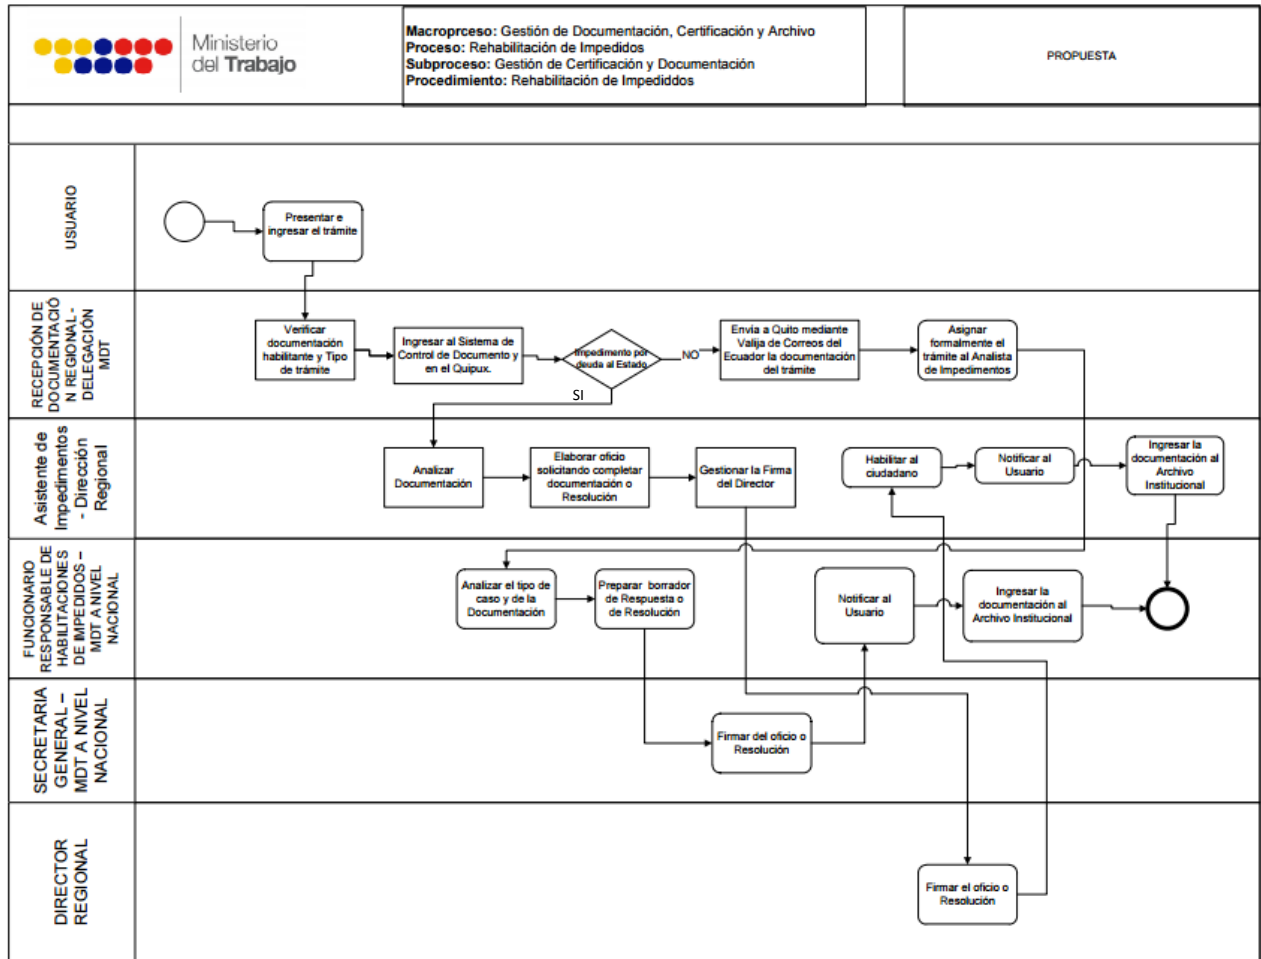 Ministerio
del Trabajo
Macroprceso: Gestión de Documentación, Certificación y Archivo
Proceso: Rehabilitación de Impedidos
Subproceso: Gestión de Certificación y Documentación
Procedimiento: Rehabilitación de Impediddos
PROPUESTA
USUARIO
Presentar e
ingresar el trámite
RECEPCIÓN DE
DOCUMENTACIÓ
N REGIONAL -
DELEGACIÓN
MDT
Verificar
documentación
habilitante y Tipo
de trámite
Ingresar al Sistema de
Control de Documento y
en el Quipux.
Impedimento por
deuda al Estado
NO
SI
Envía a Quito mediante
Valija de Correos del
Ecuador la documentación
del trámite
Asignar
formalmente el
trámite al Analista
de Impedimentos
Asistente de
Impedimentos
- Dirección
Regional
Analizar
Documentación
Elaborar oficio
solicitando completar
documentación o
Resolución
Gestionar la Firma
del Director
Habilitar al
ciudadano
Notificar al
Usuario
Ingresar la
documentación al
Archivo
Institucional
FUNCIONARIO
RESPONSABLE DE
HABILITACIONES
DE IMPEDIDOS –
MDT A NIVEL
NACIONAL
Analizar el tipo de
caso y de la
Documentación
Preparar borrador
de Respuesta o
de Resolución
Notificar al
Usuario
Ingresar la
documentación al
Archivo Institucional
SECRETARIA
GENERAL –
MDT A NIVEL
NACIONAL
Firmar del oficio o
Resolución
DIRECTOR
REGIONAL
Firmar el oficio o
Resolución